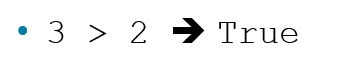 • 3 > 2 🡺 True